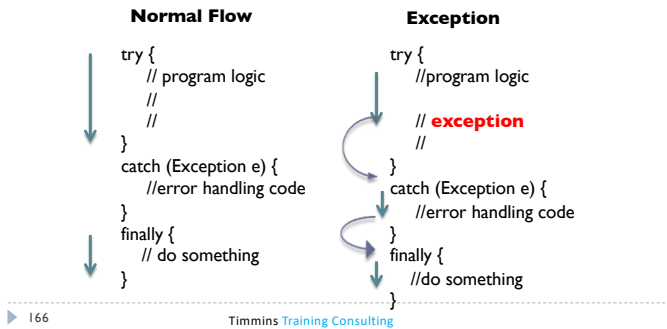 Normal Flow
try {
// program logic
//
//
}
catch (Exception e) {
//error handling code
}
finally {
// do something
}
Exception
try {
//program logic
// exception
//
}
catch (Exception e) {
//error handling code
}
finally {
//do something
}
166
Timmins Training Consulting